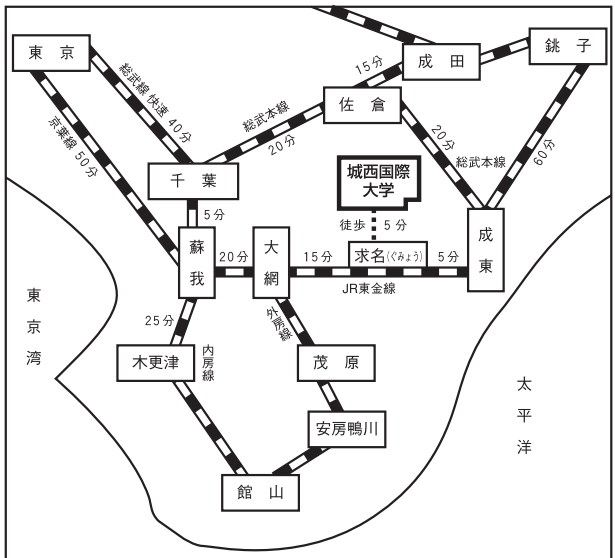 東 京
成 田
銚 子
総武線 快速 40分
15分
佐 倉
京葉線 50分
総武本線
20分
20分
総武本線
60分
千 葉
城西国際
大学
5分
徒歩 5分
蘇我
大網
求名(ぐみょう)
成東
20分
15分
5分
JR東金線
東京湾
25分
外房線
木更津
内房線
茂 原
太平洋
安房鴨川
館 山